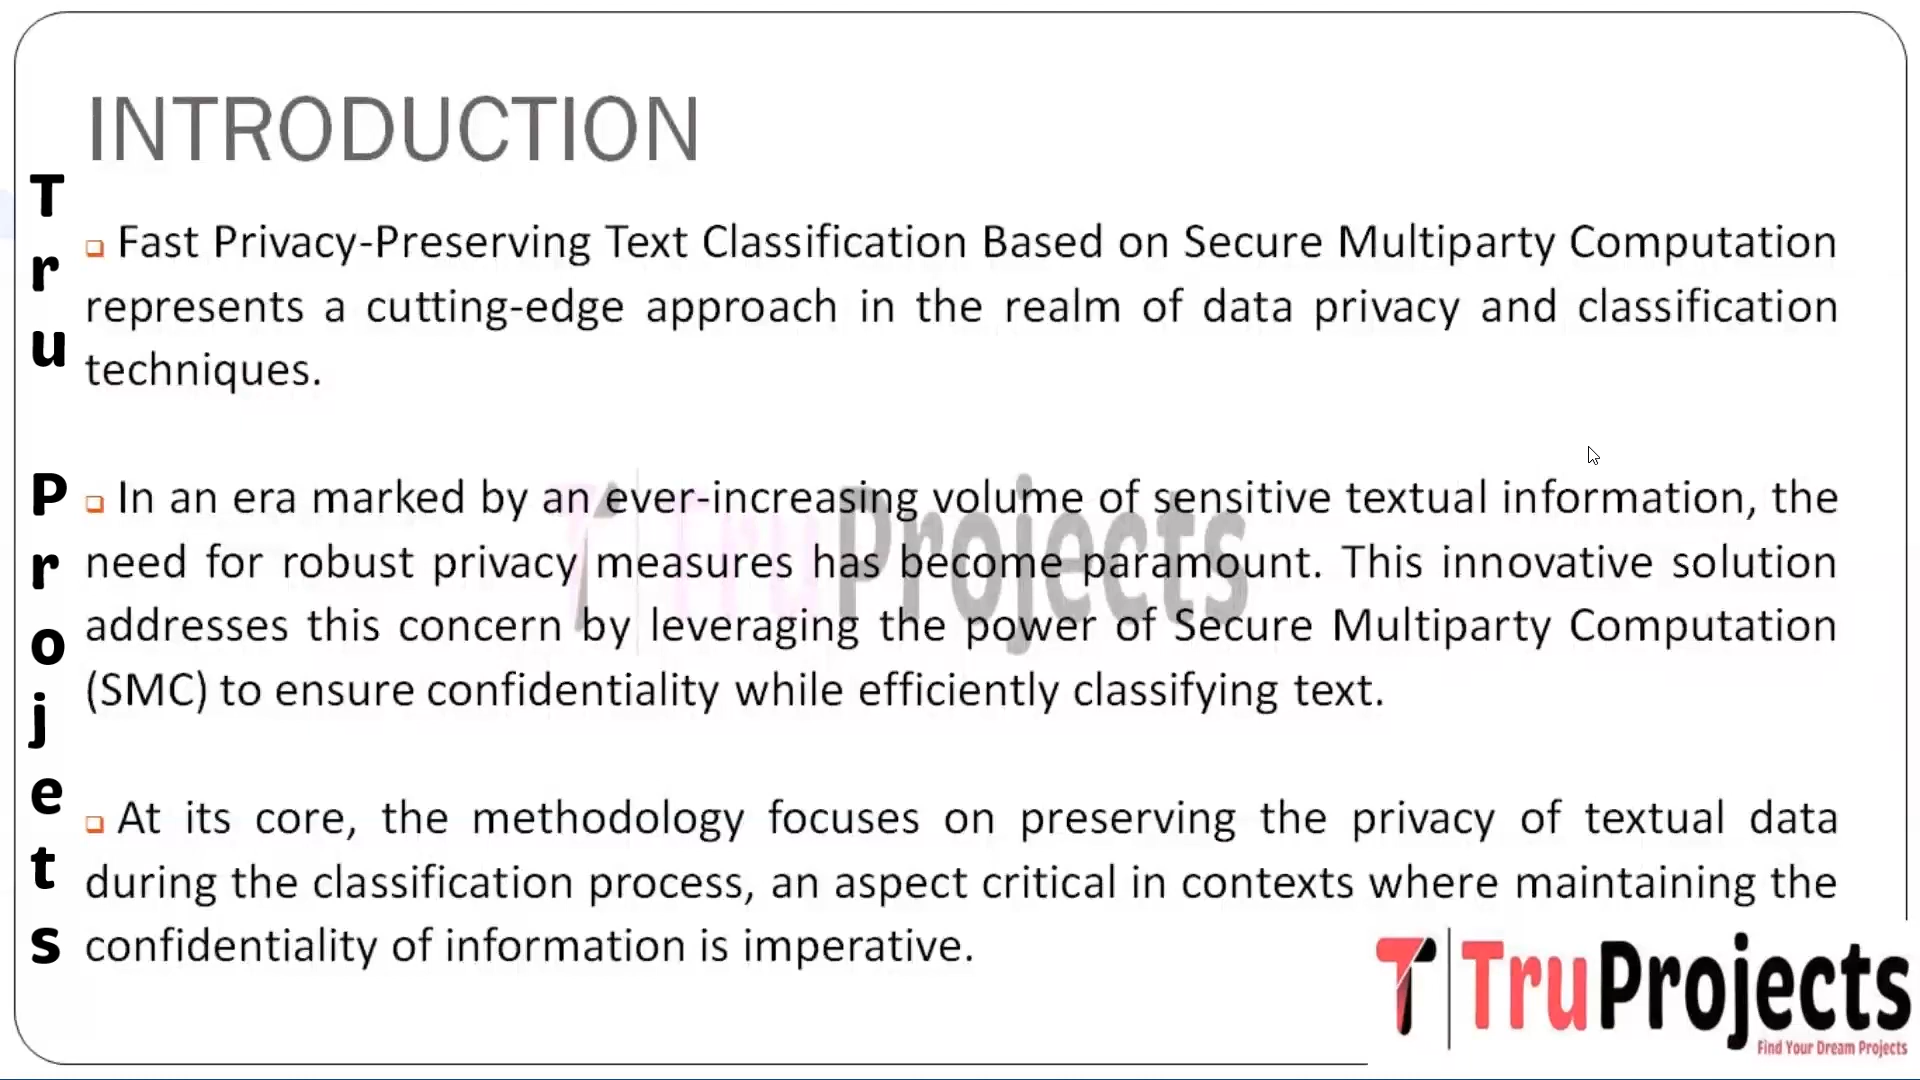 INTRODUCTION
Fast Privacy-Preserving Text Classification Based on Secure Multiparty Computation
represents a cutting-edge approach in the realm of data privacy and classification
techniques.
In an era marked by an ever-increasing volume of sensitive textual information, the
need for robust privacy measures has become paramount. This innovative solution
addresses this concern by leveraging the power of Secure Multiparty Computation
(SMC) to ensure confidentiality while efficiently classifying text.
At its core, the methodology focuses on preserving the privacy of textual data
during the classification process, an aspect critical in contexts where maintaining the
confidentiality of information is imperative.
Tru Projets
TruProjects
TruProjects
Find Your Dream Projects